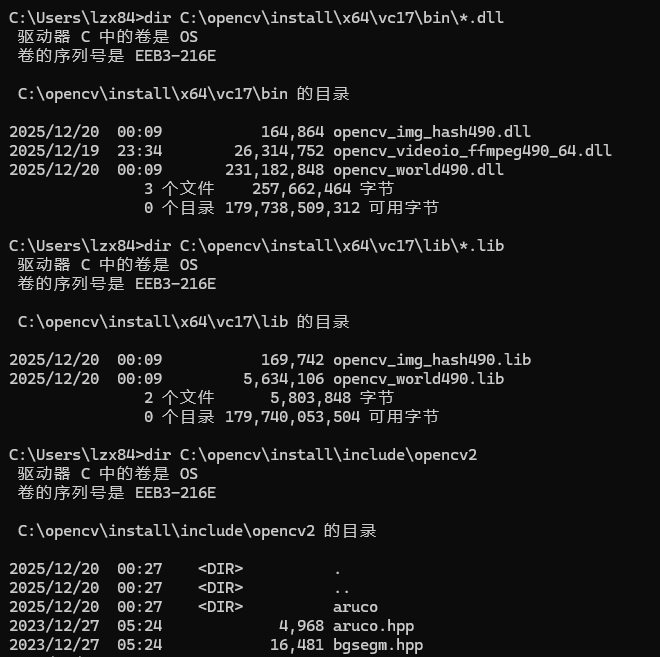 C:\Users\lzx84>dir C:\opencv\install\x64\vc17\bin\*.dll
驱动器 C 中的卷是 OS
卷的序列号是 EEB3-216E
C:\opencv\install\x64\vc17\bin 的目录
2025/12/20  00:09           164,864 opencv_img_hash490.dll
2025/12/19  23:34        26,314,752 opencv_videoio_ffmpeg490_64.dll
2025/12/20  00:09       231,182,848 opencv_world490.dll
3 个文件    257,662,464 字节
0 个目录 179,738,509,312 可用字节
C:\Users\lzx84>dir C:\opencv\install\x64\vc17\lib\*.lib
驱动器 C 中的卷是 OS
卷的序列号是 EEB3-216E
C:\opencv\install\x64\vc17\lib 的目录
2025/12/20  00:09           169,742 opencv_img_hash490.lib
2025/12/20  00:09         5,634,106 opencv_world490.lib
2 个文件      5,803,848 字节
0 个目录 179,740,053,504 可用字节
C:\Users\lzx84>dir C:\opencv\install\include\opencv2
驱动器 C 中的卷是 OS
卷的序列号是 EEB3-216E
C:\opencv\install\include\opencv2 的目录
2025/12/20  00:27    <DIR>          .
2025/12/20  00:27    <DIR>          ..
2025/12/20  00:27    <DIR>          aruco
2023/12/27  05:24             4,968 aruco.hpp
2023/12/27  05:24            16,481 bgsegm.hpp